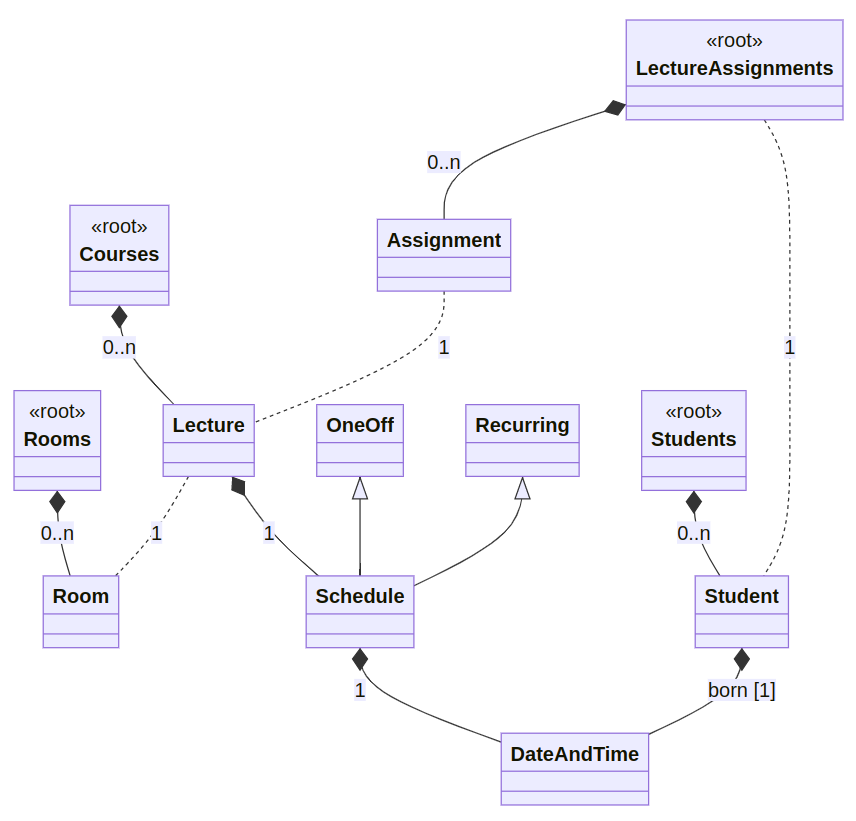 «root»
LectureAssignments
0..n
«root»
Courses
Assignment
0..n
1
1
«root»
Rooms
Lecture
OneOff
Recurring
«root»
Students
0..n
1
1
0..n
Room
Schedule
Student
1
born [1]
DateAndTime